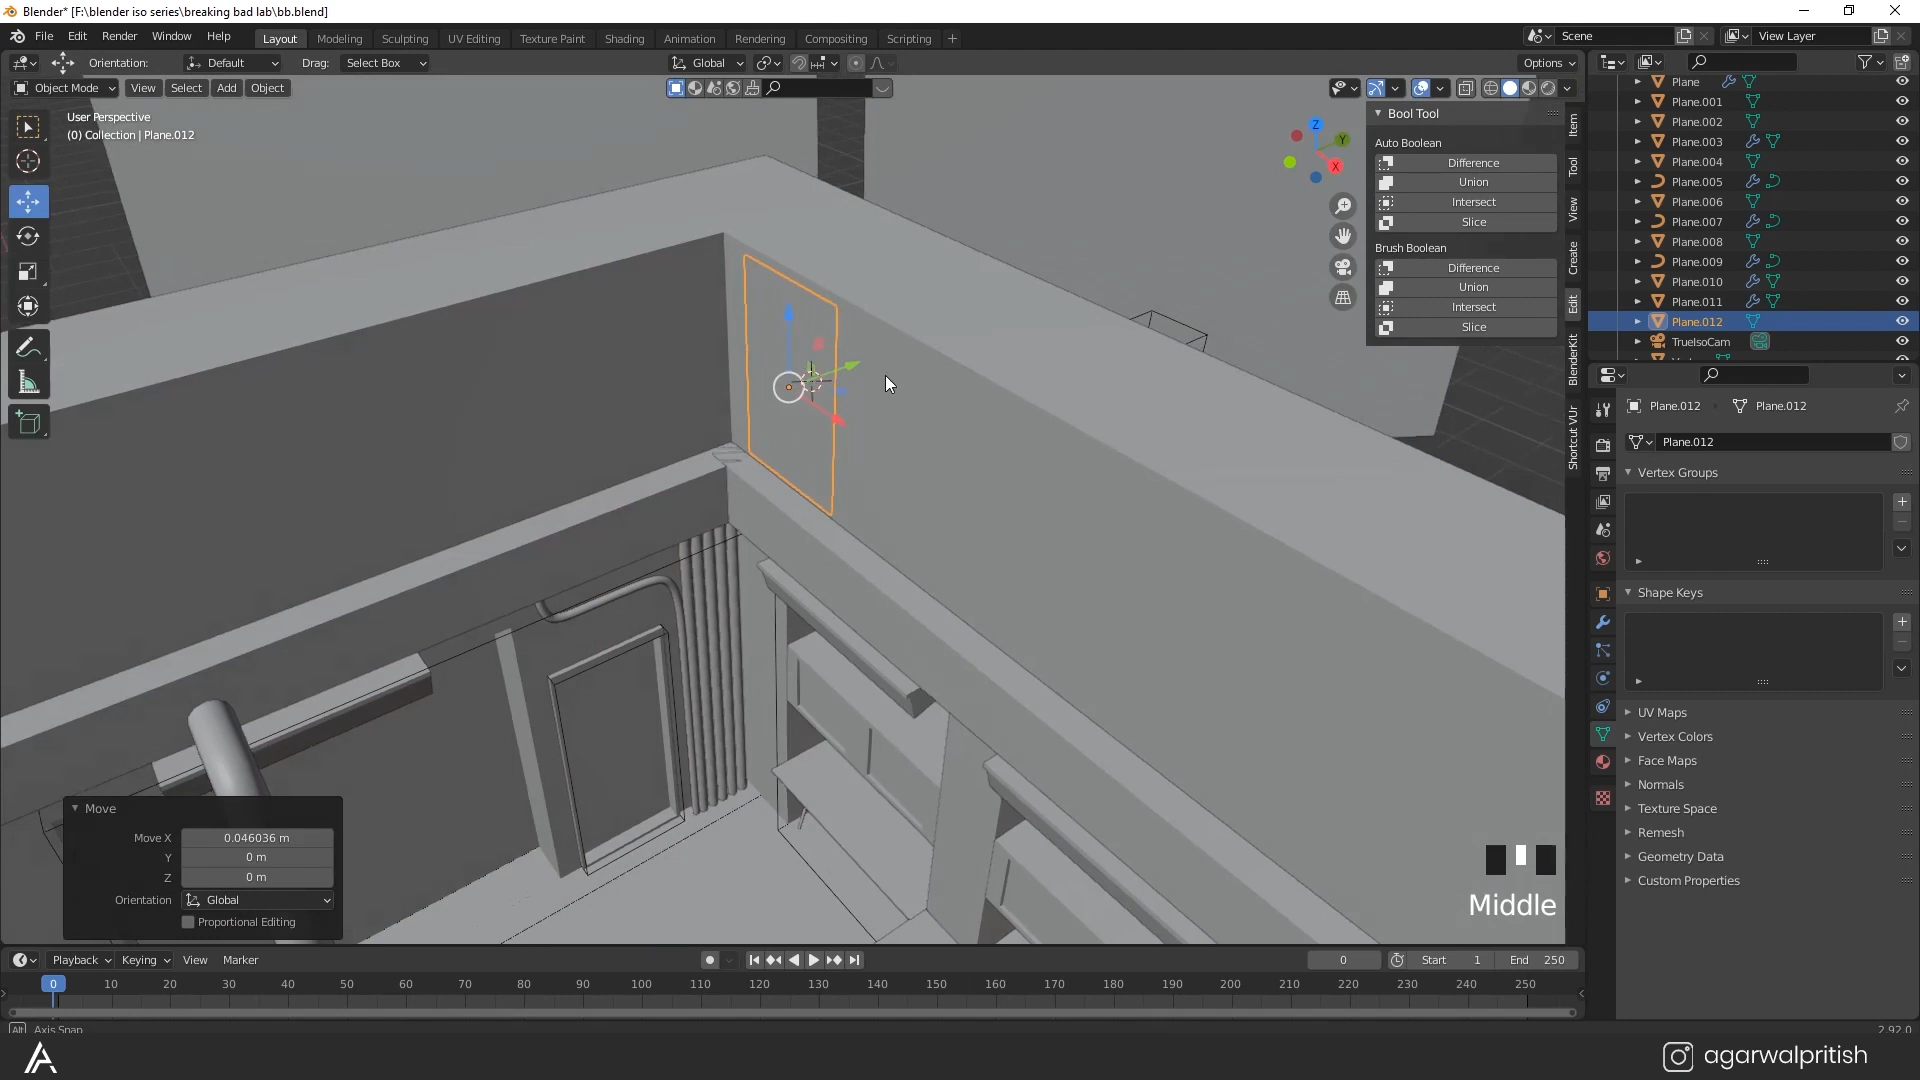 Blender* [F:\blender iso series\breaking bad lab\bb.blend]
File Edit Render Window Help Layout Modeling Sculpting UV Editing Texture Paint Shading Animation Rendering Compositing Scripting + Scene View Layer
Orientation: Default Drag: Select Box Global Options
Object Mode View Select Add Object
User Perspective
(0) Collection | Plane.012
Z
Y
X
Bool Tool
Auto Boolean
Difference
Union
Intersect
Slice
Brush Boolean
Difference
Union
Intersect
Slice
Item
Tool
View
Create
Edit
BlenderKit
Shortcut VUr
Plane
Plane.001
Plane.002
Plane.003
Plane.004
Plane.005
Plane.006
Plane.007
Plane.008
Plane.009
Plane.010
Plane.011
Plane.012
TrueIsoCam
Plane.012 Plane.012
Plane.012
Vertex Groups
Shape Keys
UV Maps
Vertex Colors
Face Maps
Normals
Texture Space
Remesh
Geometry Data
Custom Properties
Move
Move X 0.046036 m
Y 0 m
Z 0 m
Orientation Global
Proportional Editing
Middle
Playback Keying View Marker 0 Start 1 End 250
0 10 20 30 40 50 60 70 80 90 100 110 120 130 140 150 160 170 180 190 200 210 220 230 240 250
Alt Axis Snap
2.92.0
agarwalpritish